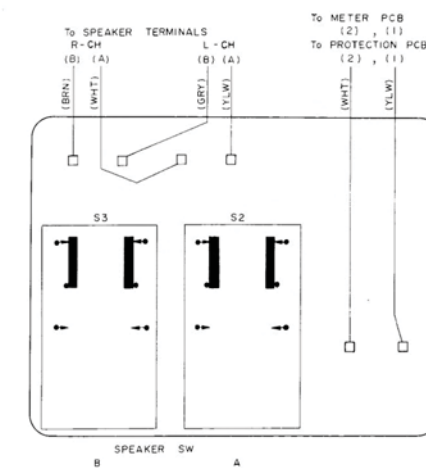 To METER PCB
(2) , (1)
To SPEAKER TERMINALS
To PROTECTION PCB
R-CH
L-CH
(2) , (1)
(B) (A)
(B) (A)
(BRN)
(WHT)
(GRY)
(YLW)
(WHT)
(YLW)
S3
S2
SPEAKER SW
B
A